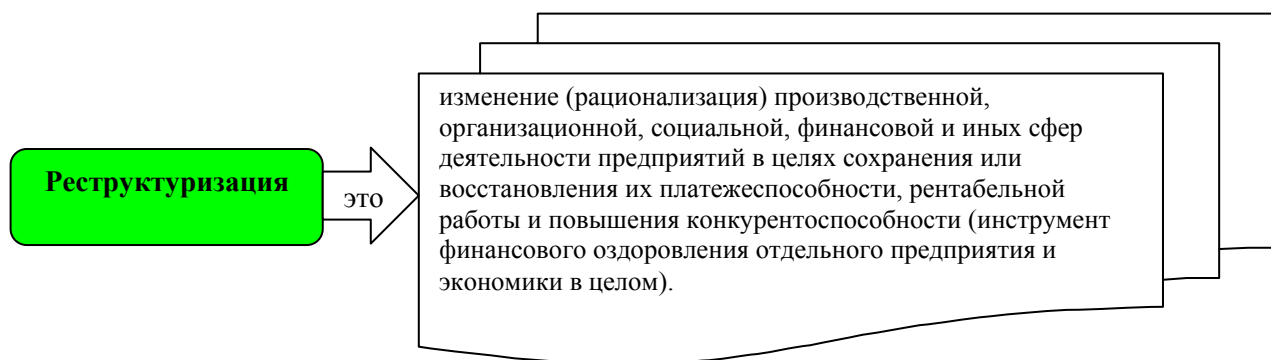 Реструктуризация
это
изменение (рационализация) производственной,
организационной, социальной, финансовой и иных сфер
деятельности предприятий в целях сохранения или
восстановления их платежеспособности, рентабельной
работы и повышения конкурентоспособности (инструмент
финансового оздоровления отдельного предприятия и
экономики в целом).